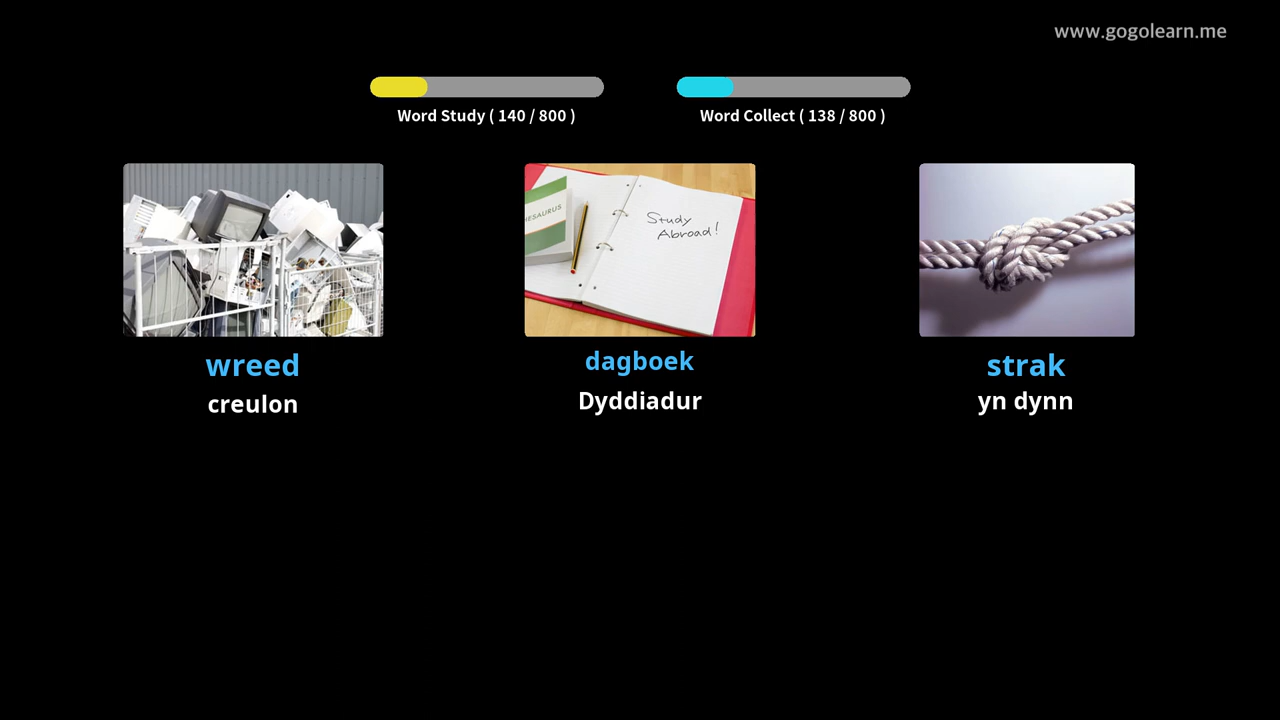 www.gogolearn.me
Word Study ( 140 / 800 )
Word Collect ( 138 / 800 )
HESAURUS
Study
Abroad!
wreed
creulon
dagboek
Dyddiadur
strak
yn dynn